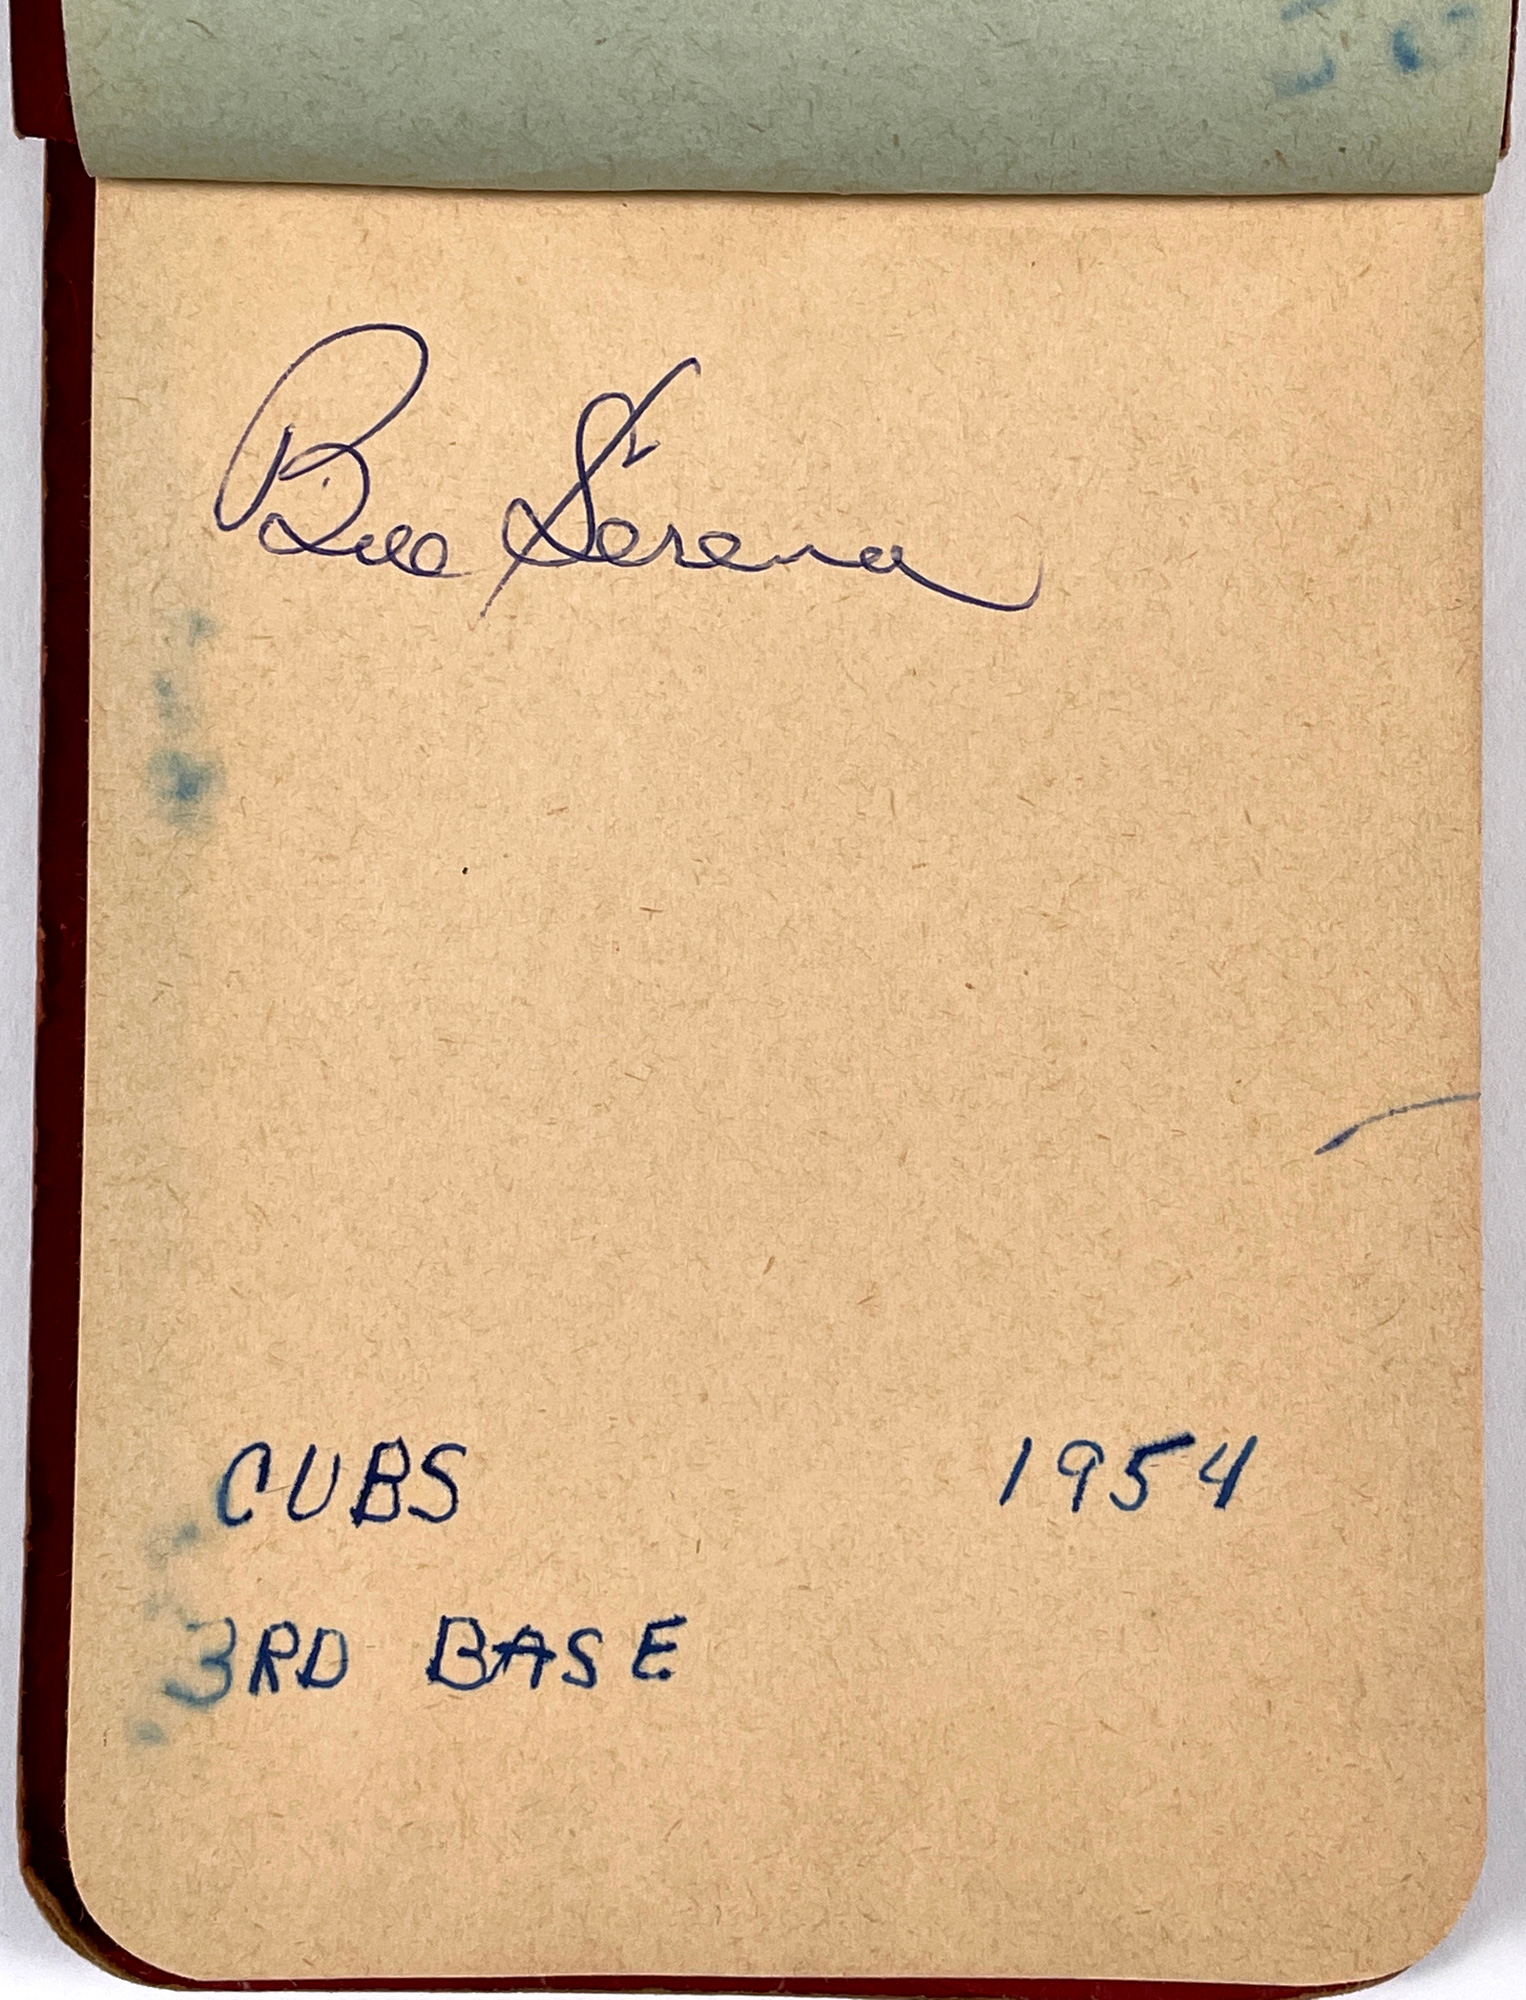 Bill Serena
CUBS 1954
3RD BASE